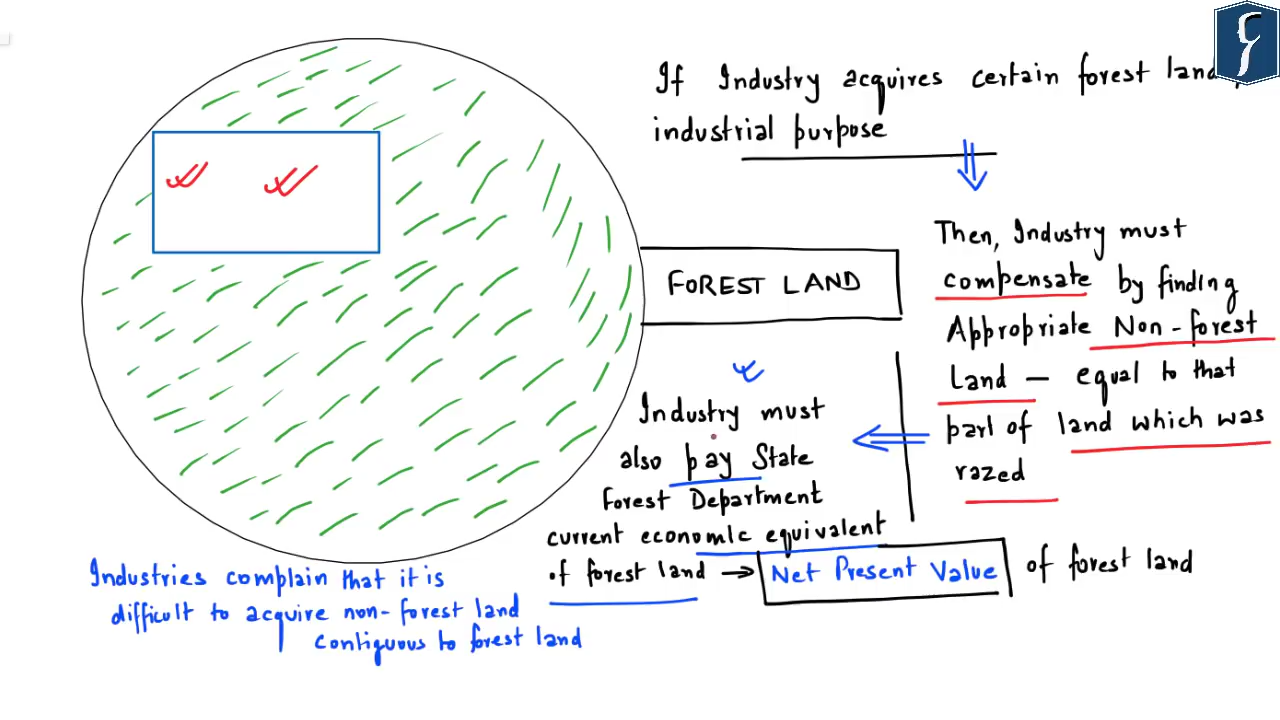 If Industry acquires certain forest land,
industrial purpose
Then, Industry must
compensate by finding
Appropriate Non-forest
Land — equal to that
part of land which was
razed
FOREST LAND
Industry must
also pay State
Forest Department
current economic equivalent
of forest land → Net Present Value of forest land
Industries complain that it is
difficult to acquire non-forest land
contiguous to forest land